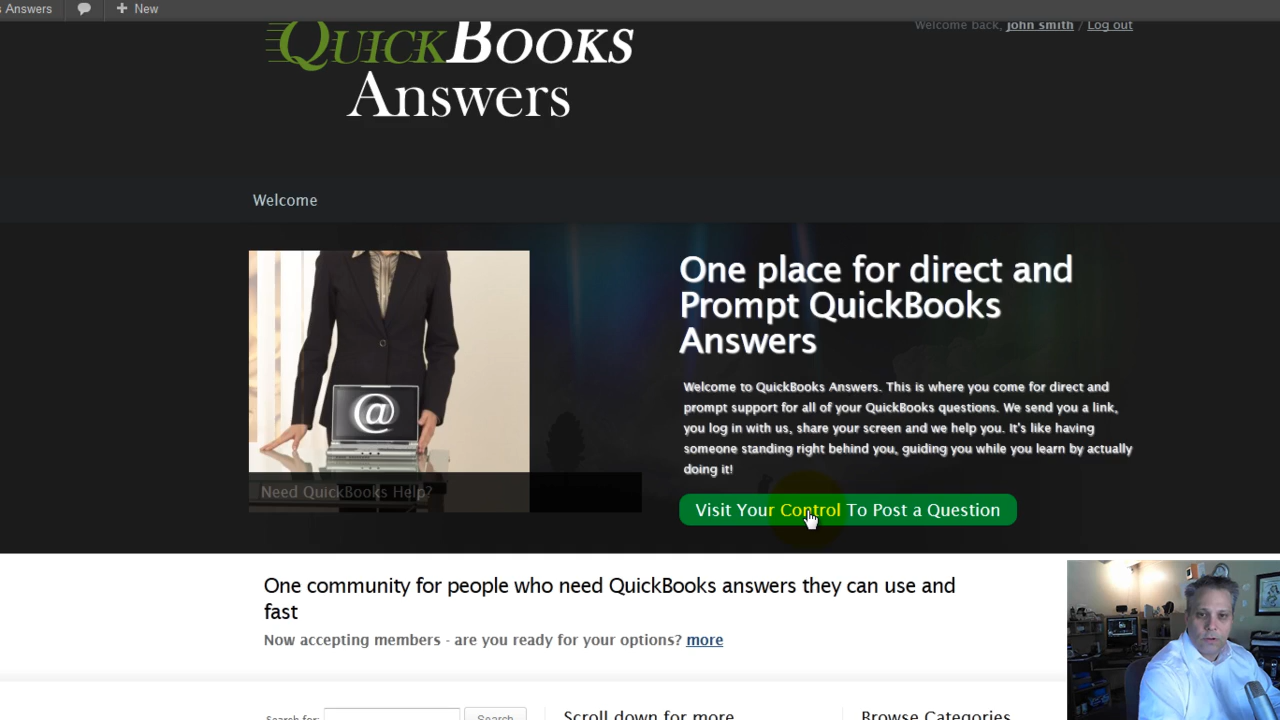 s Answers
New
Welcome back, john smith / Log out
QUICKBOOKS
Answers
Welcome
One place for direct and
Prompt QuickBooks
Answers
@
Welcome to QuickBooks Answers. This is where you come for direct and
prompt support for all of your QuickBooks questions. We send you a link,
you log in with us, share your screen and we help you. It's like having
someone standing right behind you, guiding you while you learn by actually
doing it!
Need QuickBooks Help?
Visit Your Control To Post a Question
One community for people who need QuickBooks answers they can use and
fast
Now accepting members - are you ready for your options? more
Search for:
Search
Scroll down for more
Browse Categories